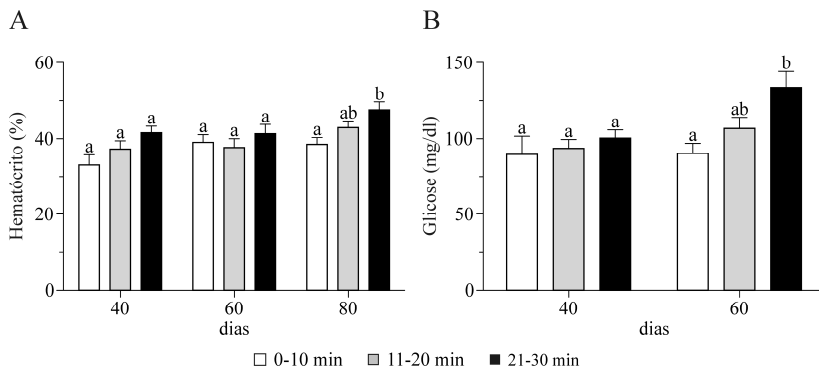 A
B
Hematócrito (%)
60
40
20
0
a
a
a
a
a
a
a
ab
b
40
60
80
dias
Glicose (mg/dl)
150
100
50
0
a
a
a
a
ab
b
40
60
dias
0-10 min
11-20 min
21-30 min